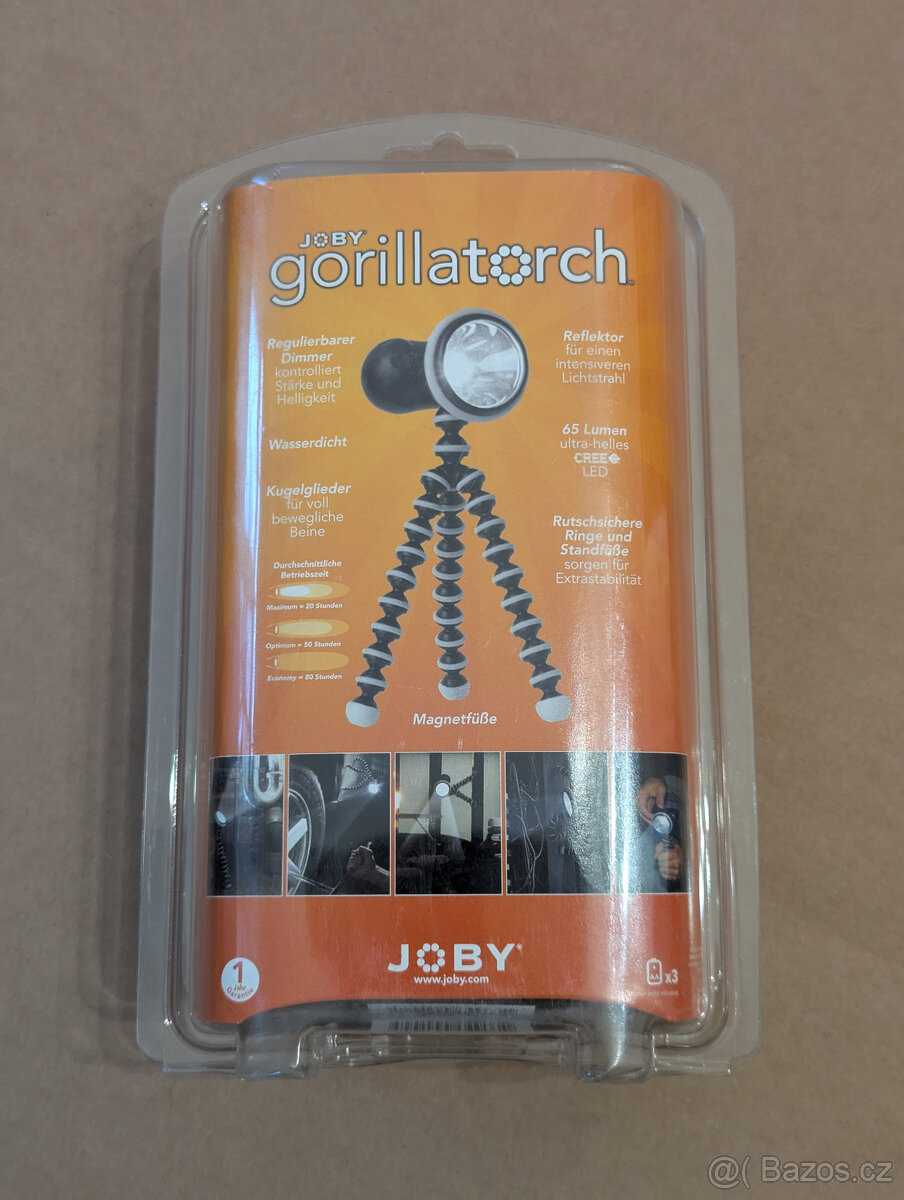 JOBY
gorillatorch
Regulierbarer
Dimmer
kontrolliert
Stärke und
Helligkeit
Wasserdicht
Kugelglieder
für voll
bewegliche
Beine
Durchschnittliche
Betriebszeit
Maximum = 20 Stunden
Optimum = 50 Stunden
Economy = 80 Stunden
Reflektor
für einen
intensiveren
Lichtstrahl
65 Lumen
ultra-helles
CREE
LED
Rutschsichere
Ringe und
Standfüße
sorgen für
Extrastabilität
Magnetfüße
JOBY®
www.joby.com
1
Jahr
Garantie
AA
x3
@( Bazos.cz